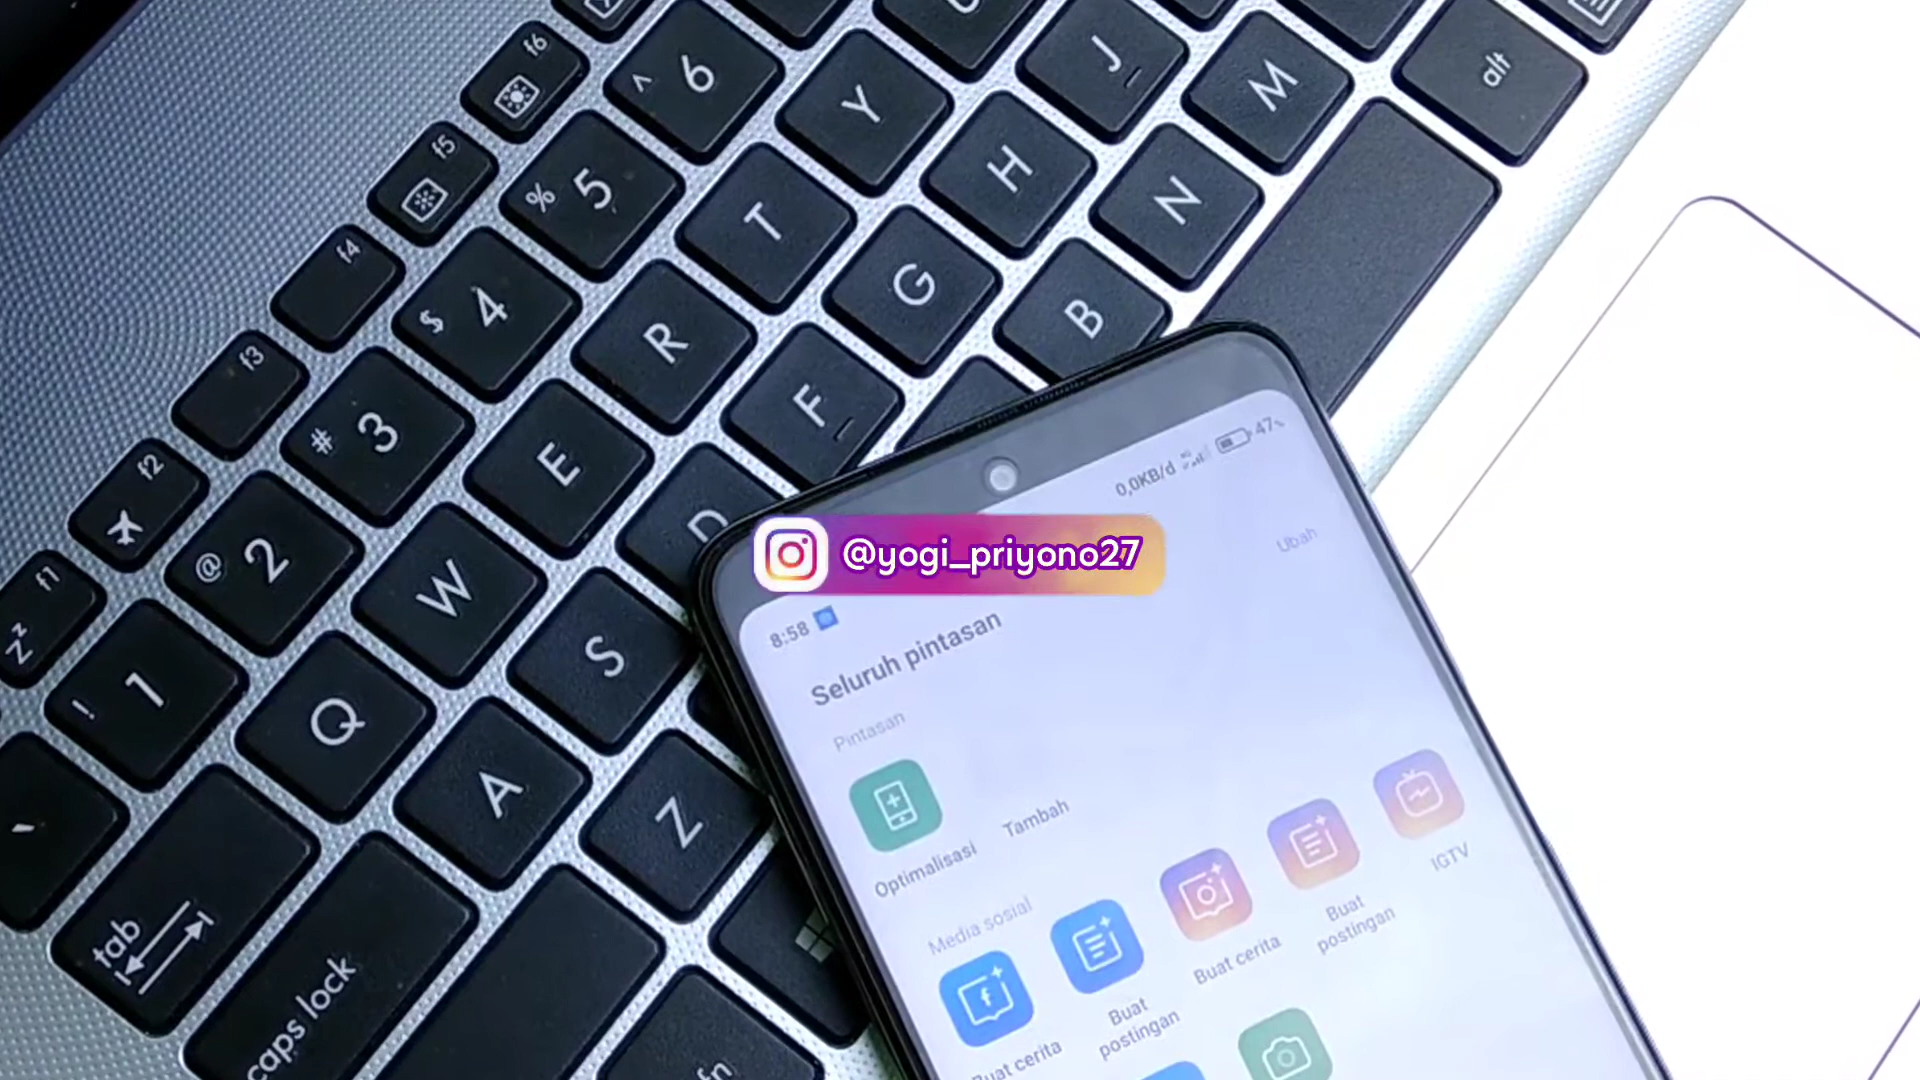 @yogi_priyono27
0,0KB/d
47%
8:58
Ubah
Seluruh pintasan
Pintasan
Optimalisasi
Tambah
Media sosial
Buat cerita
Buat
postingan
Buat cerita
Buat
postingan
IGTV
f6
^ 6
Y
J
M
alt
f5
% 5
T
H
N
f4
$ 4
R
G
B
f3
# 3
E
F
f2
@ 2
W
D
f1
zz
! 1
Q
S
A
Z
tab
caps lock
fn